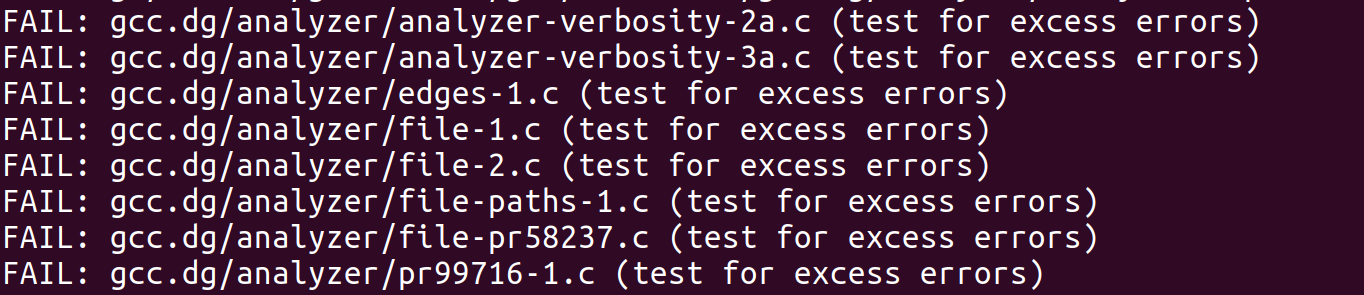 FAIL: gcc.dg/analyzer/analyzer-verbosity-2a.c (test for excess errors)
FAIL: gcc.dg/analyzer/analyzer-verbosity-3a.c (test for excess errors)
FAIL: gcc.dg/analyzer/edges-1.c (test for excess errors)
FAIL: gcc.dg/analyzer/file-1.c (test for excess errors)
FAIL: gcc.dg/analyzer/file-2.c (test for excess errors)
FAIL: gcc.dg/analyzer/file-paths-1.c (test for excess errors)
FAIL: gcc.dg/analyzer/file-pr58237.c (test for excess errors)
FAIL: gcc.dg/analyzer/pr99716-1.c (test for excess errors)